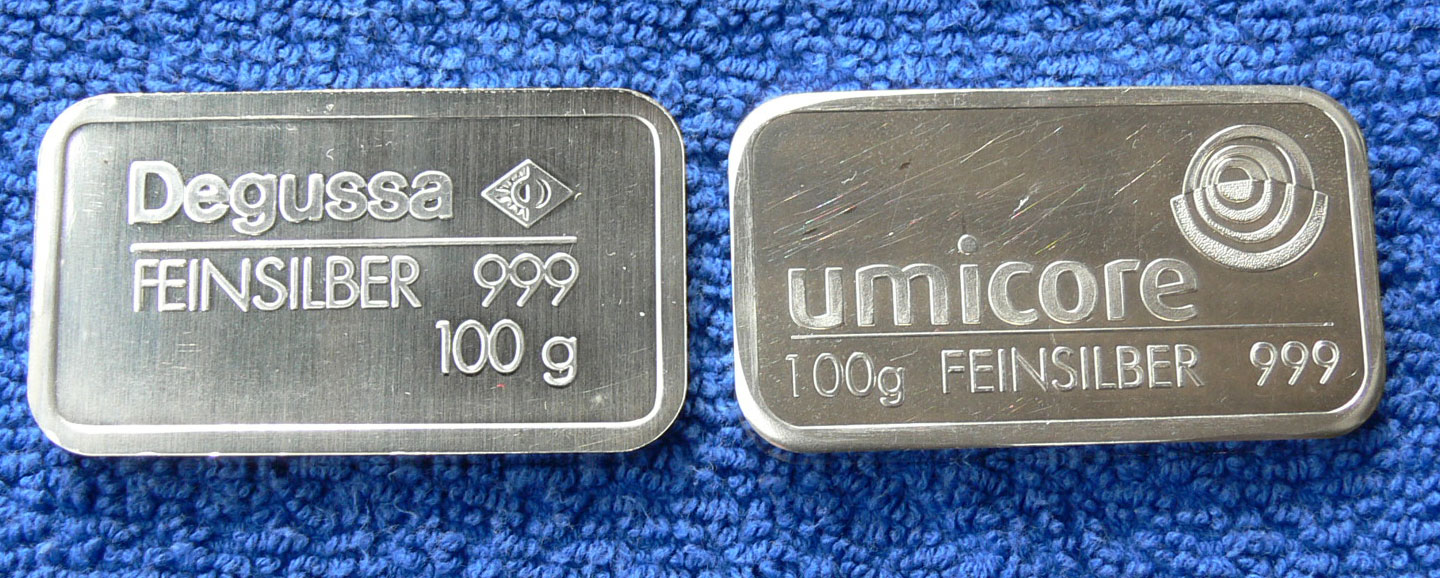 Degussa
FEINSILBER 999
100 g
umicore
100g FEINSILBER 999